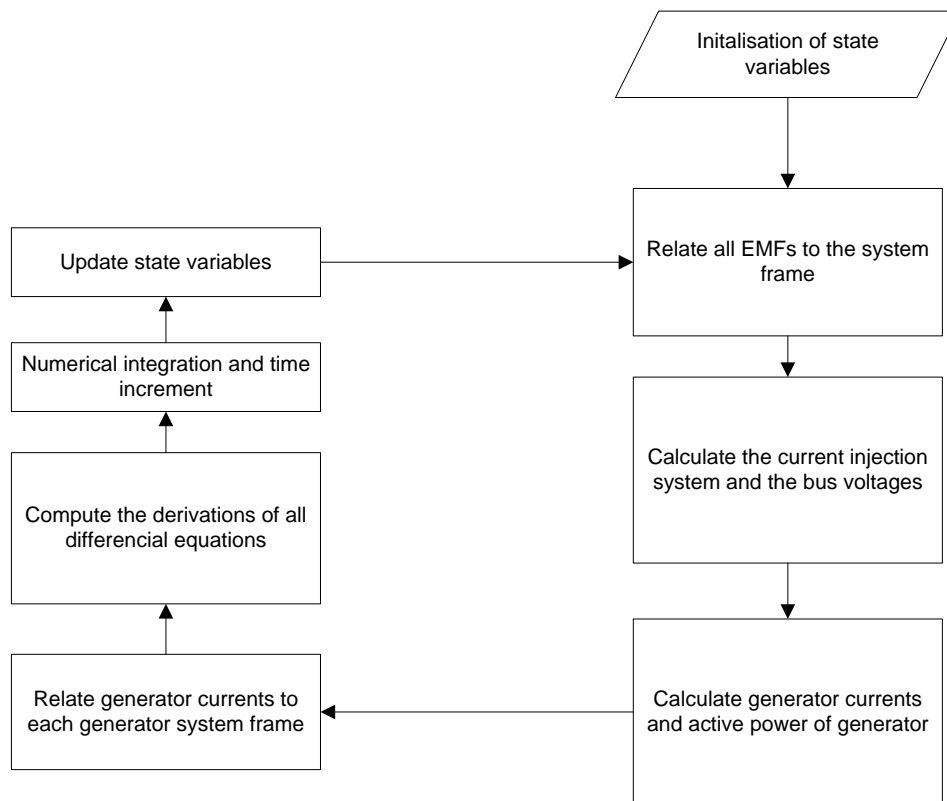 Initalisation of state
variables
Relate all EMFs to the system
frame
Calculate the current injection
system and the bus voltages
Calculate generator currents
and active power of generator
Relate generator currents to
each generator system frame
Compute the derivations of all
differencial equations
Numerical integration and time
increment
Update state variables